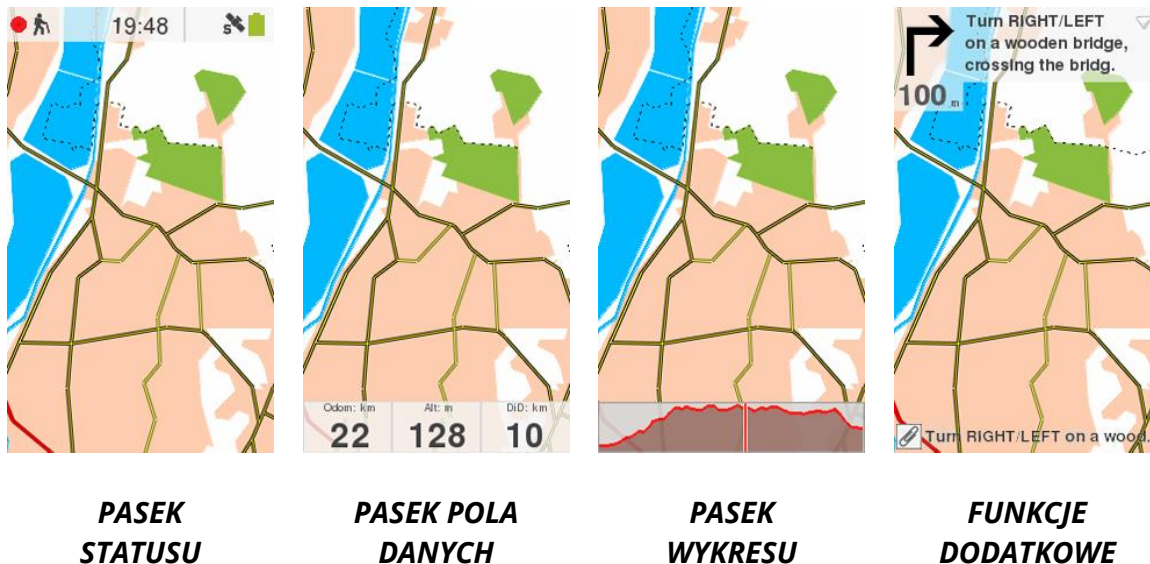 19:48
S
Odom: km
Alt: m
DiD: km
22
128
10
Turn RIGHT/LEFT
on a wooden bridge,
crossing the bridg.
100 m
Turn RIGHT/LEFT on a wood.
PASEK
STATUSU
PASEK POLA
DANYCH
PASEK
WYKRESU
FUNKCJE
DODATKOWE